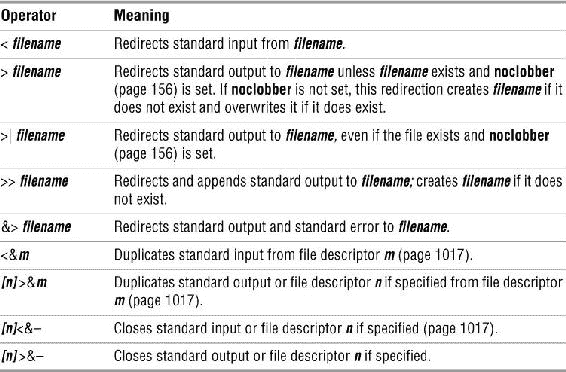 Operator Meaning
< filename Redirects standard input from filename.
> filename Redirects standard output to filename unless filename exists and noclobber
(page 156) is set. If noclobber is not set, this redirection creates filename if it
does not exist and overwrites it if it does exist.
>| filename Redirects standard output to filename, even if the file exists and noclobber
(page 156) is set.
>> filename Redirects and appends standard output to filename; creates filename if it does
not exist.
&> filename Redirects standard output and standard error to filename.
<&m Duplicates standard input from file descriptor m (page 1017).
[n]>&m Duplicates standard output or file descriptor n if specified from file descriptor
m (page 1017).
[n]<&– Closes standard input or file descriptor n if specified (page 1017).
[n]>&– Closes standard output or file descriptor n if specified.